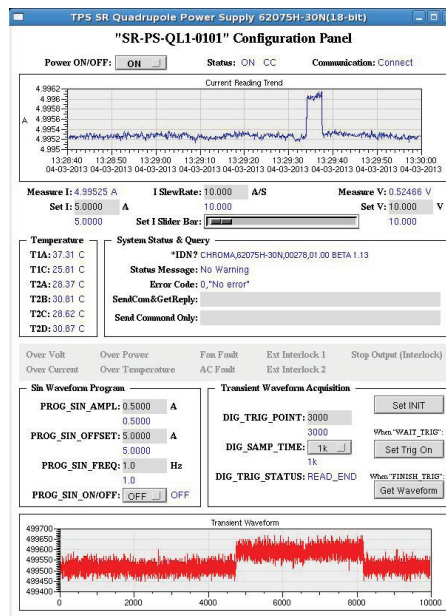 TPS SR Quadrupole Power Supply 62075H-30N(18-bit)
"SR-PS-QL1-0101" Configuration Panel
Power ON/OFF: ON Status: ON CC Communication: Connect
Current Reading Trend
4.9962
4.996
4.9958
4.9956
A 4.9954
4.9952
4.995
13:28:40 13:28:50 13:29:00 13:29:10 13:29:20 13:29:30 13:29:40 13:29:50 13:30:00
04-03-2013 04-03-2013 04-03-2013 04-03-2013 04-03-2013 04-03-2013 04-03-2013 04-03-2013 04-03-2013
Measure I: 4.99525 A I SlewRate: 10.000 A/S Measure V: 0.52466 V
Set I: 5.0000 A 10.000 Set V: 10.000 V
5.0000 Set I Slider Bar: 10.000
Temperature System Status & Query
T1A: 37.31 C *IDN? CHROMA,62075H-30N,00278,01.00 BETA 1.13
T1C: 25.81 C Status Message: No Warning
T2A: 28.37 C Error Code: 0,"No error"
T2B: 30.81 C SendCom&GetReply:
T2C: 28.62 C Send Command Only:
T2D: 30.87 C
Over Volt Over Power Fan Fault Ext Interlock 1 Stop Output (Interlock)
Over Current Over Temperature AC Fault Ext Interlock 2
Sin Waveform Program Transient Waveform Acquisition
PROG_SIN_AMPL: 0.5000 A DIG_TRIG_POINT: 3000 Set INIT
0.5000 3000 When "WAIT_TRIG":
PROG_SIN_OFFSET: 5.0000 A DIG_SAMP_TIME: 1k Set Trig On
5.0000 1k
PROG_SIN_FREQ: 1.0 Hz DIG_TRIG_STATUS: READ_END When "FINISH_TRIG":
1.0 Get Waveform
PROG_SIN_ON/OFF: OFF OFF
Transient Waveform
499700
499650
499600
499550
499500
499450
499400
0 2000 4000 6000 8000 10000